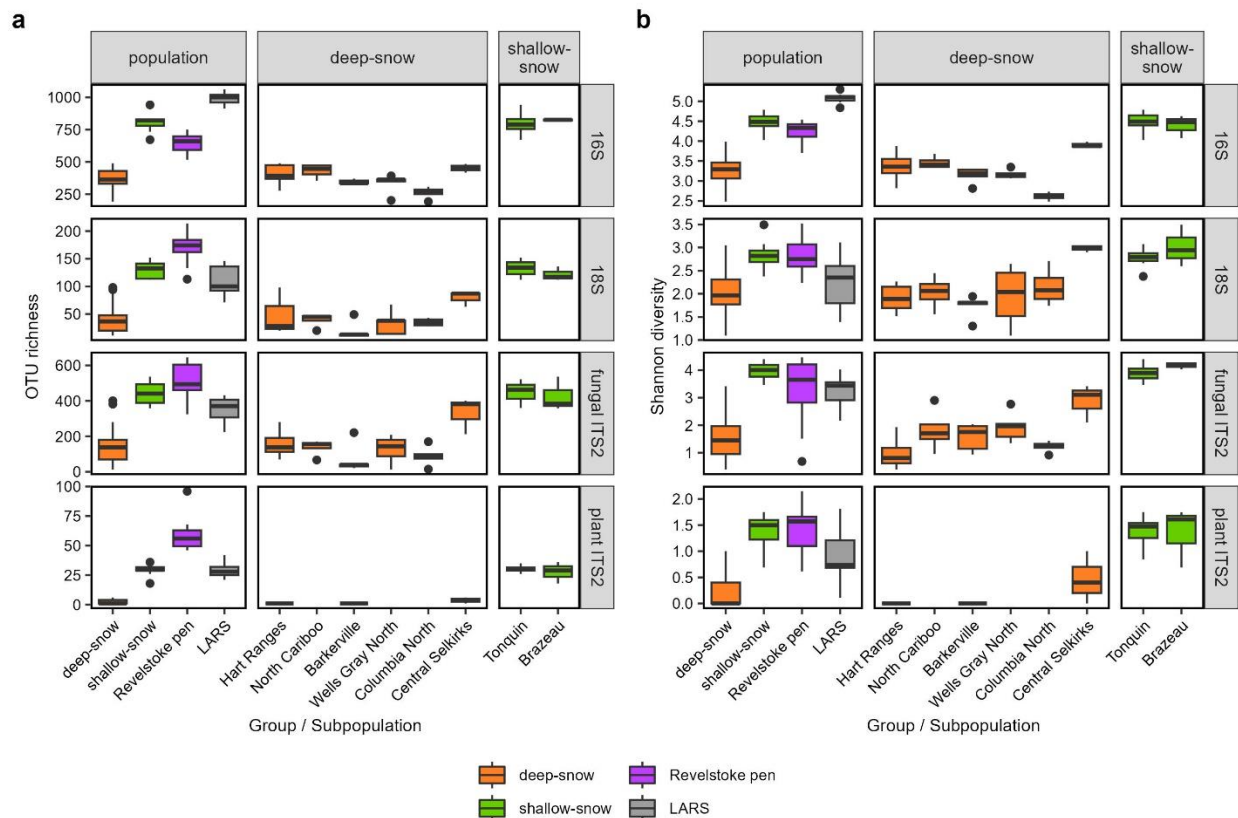 a
population
deep-snow
shallow-
snow
OTU richness
1000
750
500
250
16S
200
150
100
50
18S
600
400
200
0
fungal ITS2
100
75
50
25
0
plant ITS2
deep-snow
shallow-snow
Revelstoke pen
LARS
Hart Ranges
North Cariboo
Barkerville
Wells Gray North
Columbia North
Central Selkirks
Tonquin
Brazeau
Group / Subpopulation
b
population
deep-snow
shallow-
snow
Shannon diversity
5.0
4.5
4.0
3.5
3.0
2.5
16S
3.5
3.0
2.5
2.0
1.5
1.0
18S
4
3
2
1
fungal ITS2
2.0
1.5
1.0
0.5
0.0
plant ITS2
deep-snow
shallow-snow
Revelstoke pen
LARS
Hart Ranges
North Cariboo
Barkerville
Wells Gray North
Columbia North
Central Selkirks
Tonquin
Brazeau
Group / Subpopulation
deep-snow
shallow-snow
Revelstoke pen
LARS